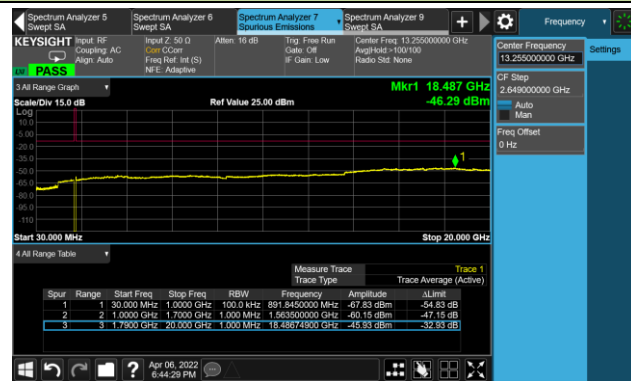 Spectrum Analyzer 5
Swept SA
Spectrum Analyzer 6
Swept SA
Spectrum Analyzer 7
Spurious Emissions
Spectrum Analyzer 9
Swept SA
Frequency
KEYSIGHT
Input: RF
Coupling: AC
Align: Auto
Input Z: 50 Ω
Corr CCorr
Freq Ref: Int (S)
NFE: Adaptive
Atten: 16 dB
Trig: Free Run
Gate: Off
IF Gain: Low
Center Freq: 13.255000000 GHz
Avg|Hold:>100/100
Radio Std: None
PASS
Center Frequency
13.255000000 GHz
Settings
CF Step
2.649000000 GHz
Auto
Man
Freq Offset
0 Hz
3 All Range Graph
Mkr1 18.487 GHz
Scale/Div 15.0 dB
Ref Value 25.00 dBm
-46.29 dBm
Log
10.0
-5.00
-20.0
-35.0
-50.0
-65.0
-80.0
-95.0
-110
1
Start 30.000 MHz
Stop 20.000 GHz
4 All Range Table
Measure Trace
Trace 1
Trace Type
Trace Average (Active)
Spur Range Start Freq Stop Freq RBW Frequency Amplitude ΔLimit
1 1 30.000 MHz 1.0000 GHz 100.0 kHz 891.8450000 MHz -67.83 dBm -54.83 dB
2 2 1.0000 GHz 1.7000 GHz 1.000 MHz 1.563500000 GHz -60.15 dBm -47.15 dB
3 3 1.7900 GHz 20.000 GHz 1.000 MHz 18.48674900 GHz -45.93 dBm -32.93 dB
Apr 06, 2022
6:44:29 PM